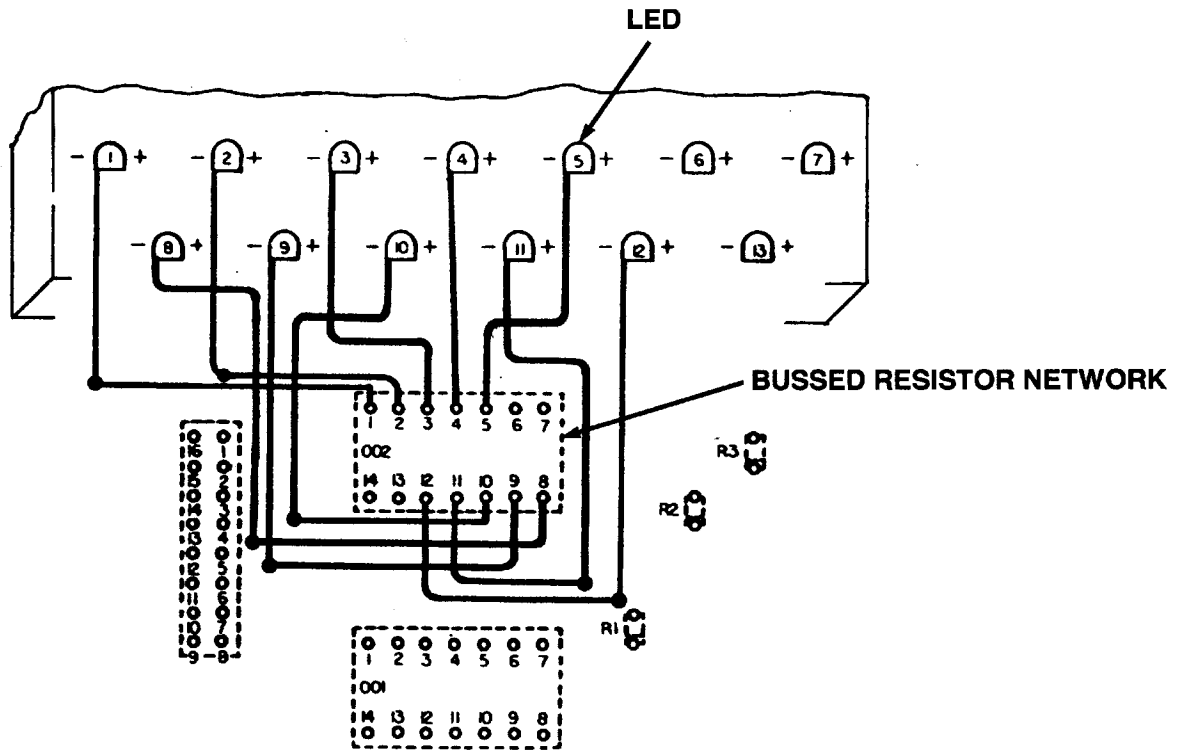 LED
- 1 + - 2 + - 3 + - 4 + - 5 + - 6 + - 7 +
- 8 + - 9 + - 10 + - 11 + - 12 + - 13 +
BUSSED RESISTOR NETWORK
1 2 3 4 5 6 7
002
14 13 12 11 10 9 8
16 1
15 2
14 3
13 4
12 5
11 6
10 7
9 - 8
R3
R2
R1
1 2 3 4 5 6 7
001
14 13 12 11 10 9 8